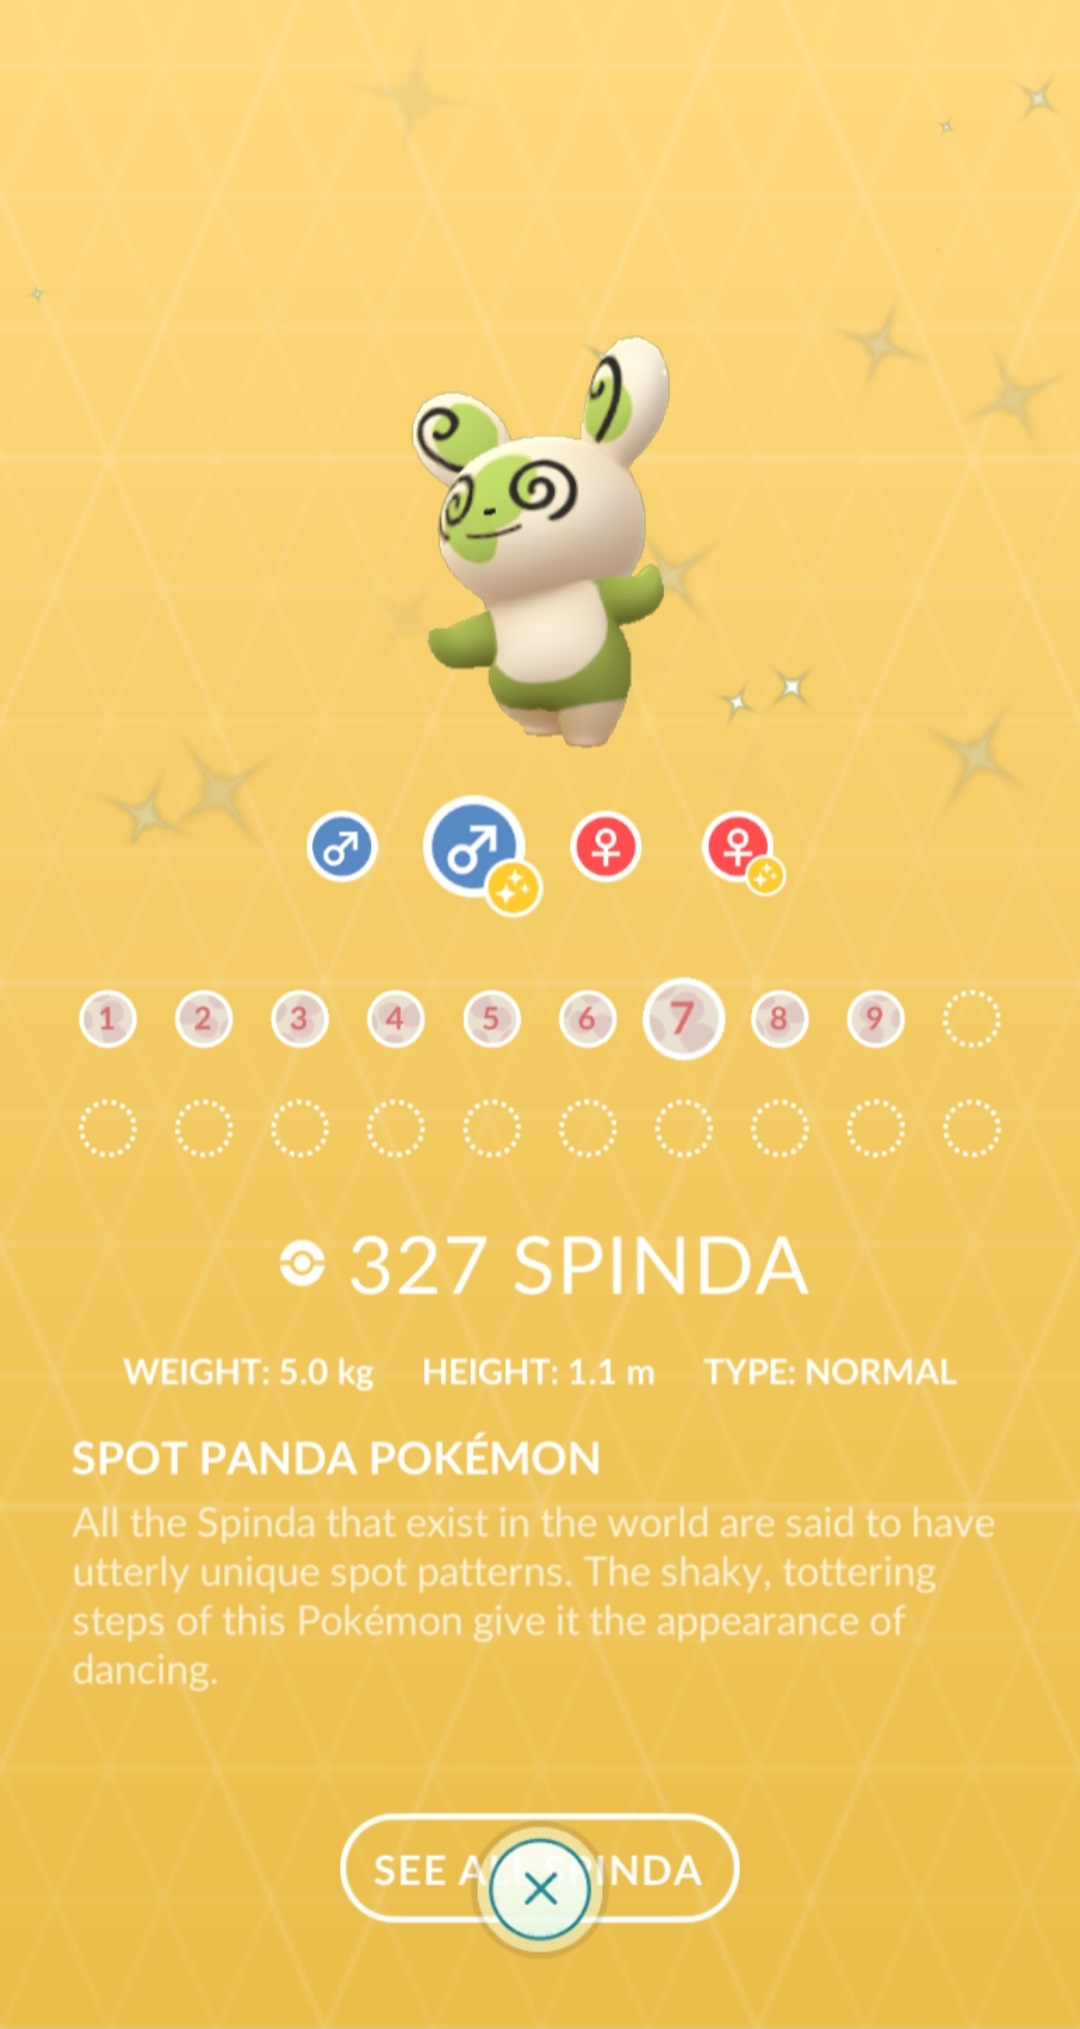 ♂ ♂ ♀ ♀
1 2 3 4 5 6 7 8 9
327 SPINDA
WEIGHT: 5.0 kg HEIGHT: 1.1 m TYPE: NORMAL
SPOT PANDA POKÉMON
All the Spinda that exist in the world are said to have
utterly unique spot patterns. The shaky, tottering
steps of this Pokémon give it the appearance of
dancing.
SEE ALL SPINDA